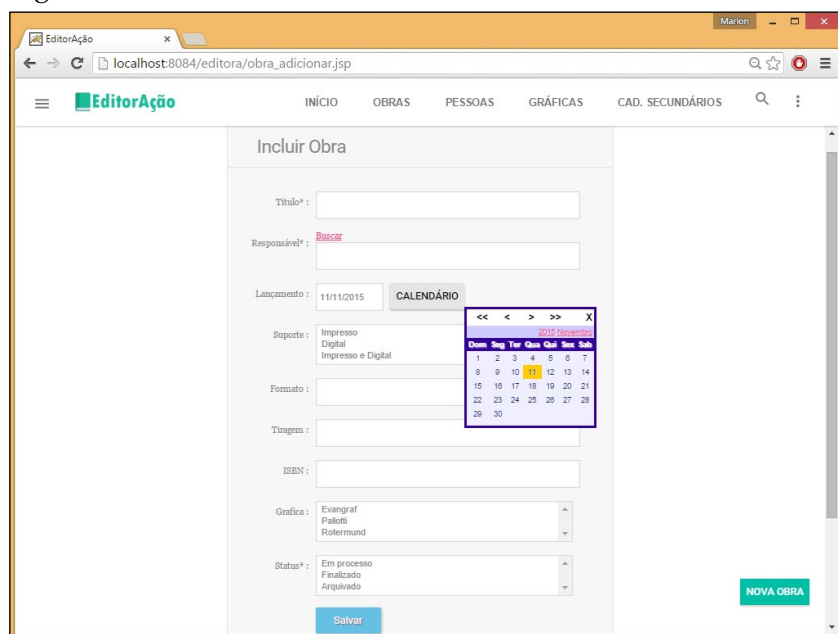 Marlon
EditorAção
localhost:8084/editora/obra_adicionar.jsp
EditorAção INÍCIO OBRAS PESSOAS GRÁFICAS CAD. SECUNDÁRIOS
Incluir Obra
Título* :
Buscar
Responsável* :
Lançamento : 11/11/2015 CALENDÁRIO
<< < > >> X
2015 Novembro
Dom Seg Ter Qua Qui Sex Sab
1 2 3 4 5 6 7
8 9 10 11 12 13 14
15 16 17 18 19 20 21
22 23 24 25 26 27 28
29 30
Suporte : Impresso
Digital
Impresso e Digital
Formato :
Tiragem :
ISBN :
Grafica : Evangraf
Pallotti
Rotermund
Status* : Em processo
Finalizado
Arquivado
Salvar
NOVA OBRA